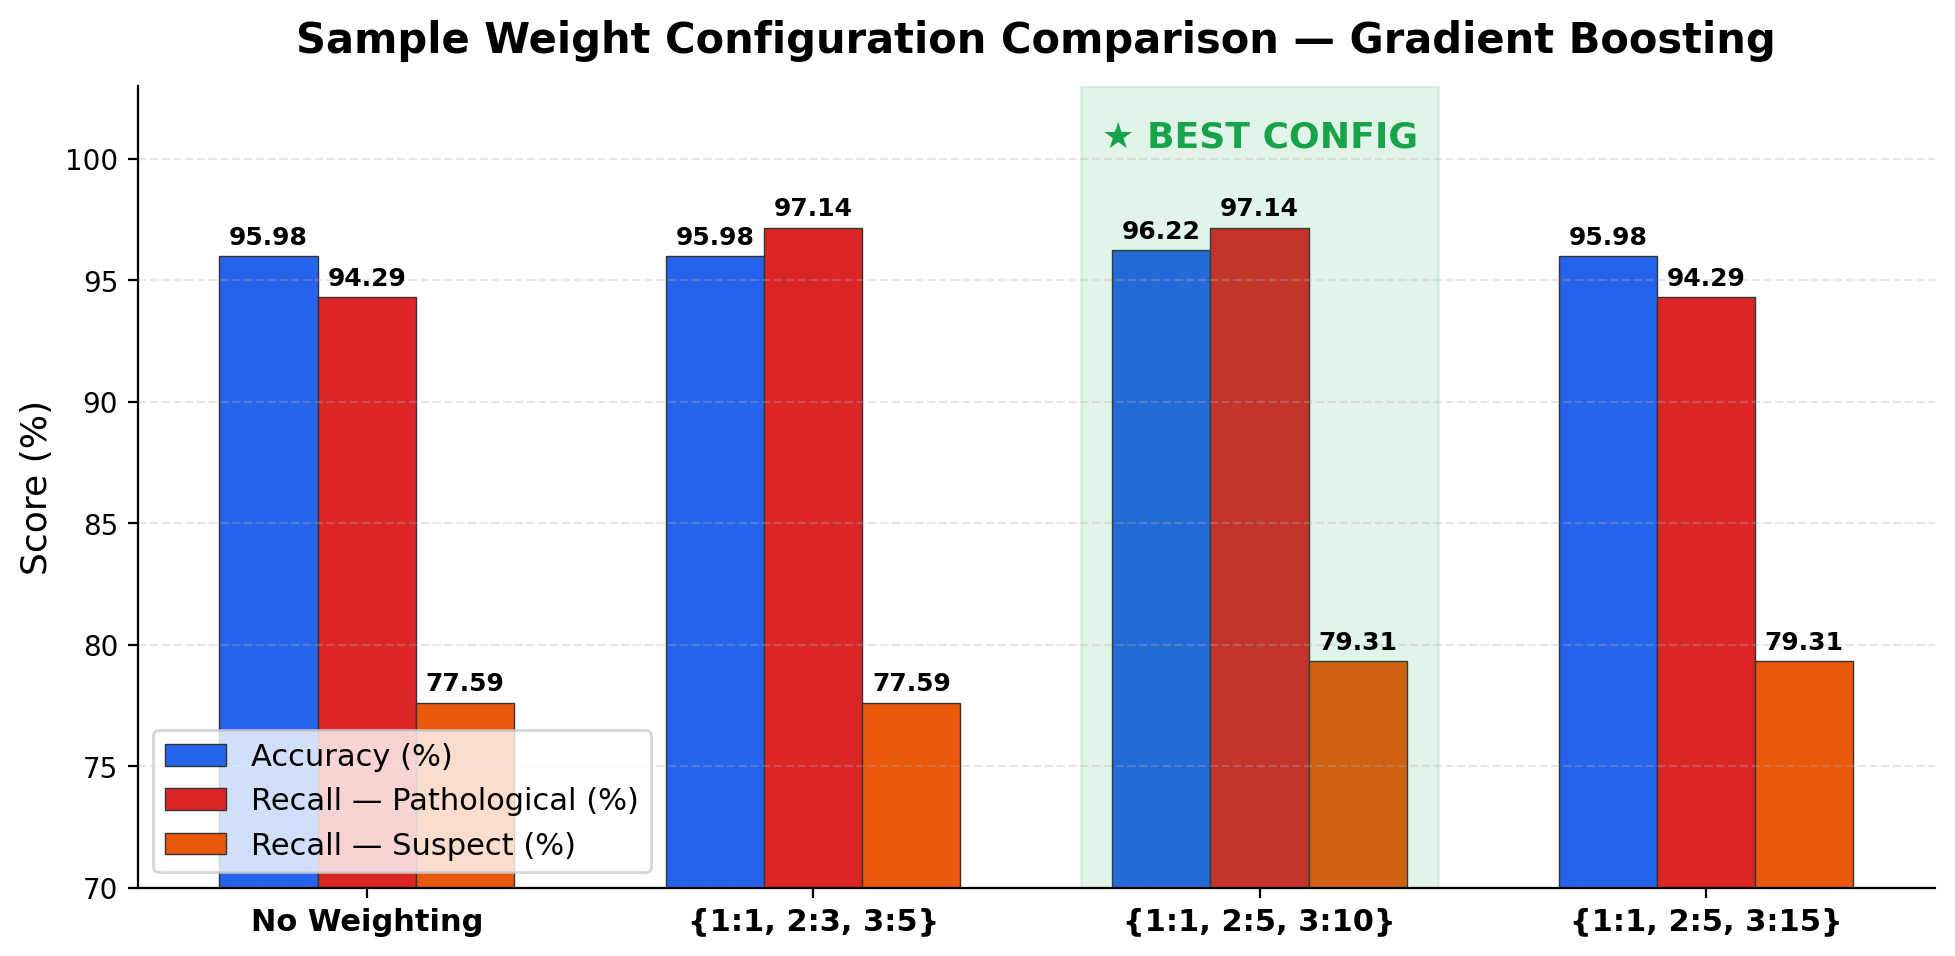 Sample Weight Configuration Comparison — Gradient Boosting
★ BEST CONFIG
Score (%)
100
95
90
85
80
75
70
95.98
94.29
77.59
95.98
97.14
77.59
96.22
97.14
79.31
95.98
94.29
79.31
Accuracy (%)
Recall — Pathological (%)
Recall — Suspect (%)
No Weighting
{1:1, 2:3, 3:5}
{1:1, 2:5, 3:10}
{1:1, 2:5, 3:15}